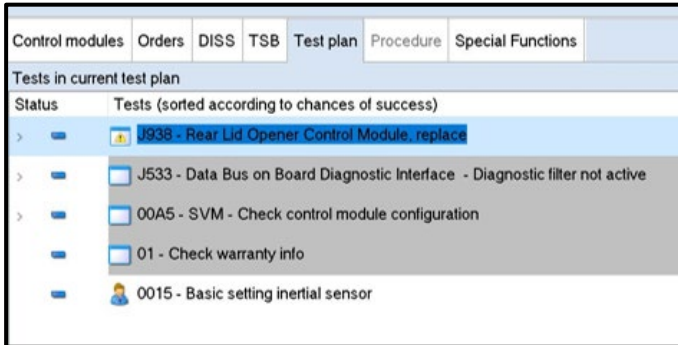 Control modules Orders DISS TSB Test plan Procedure Special Functions
Tests in current test plan
Status Tests (sorted according to chances of success)
J938 - Rear Lid Opener Control Module, replace
J533 - Data Bus on Board Diagnostic Interface - Diagnostic filter not active
00A5 - SVM - Check control module configuration
01 - Check warranty info
0015 - Basic setting inertial sensor